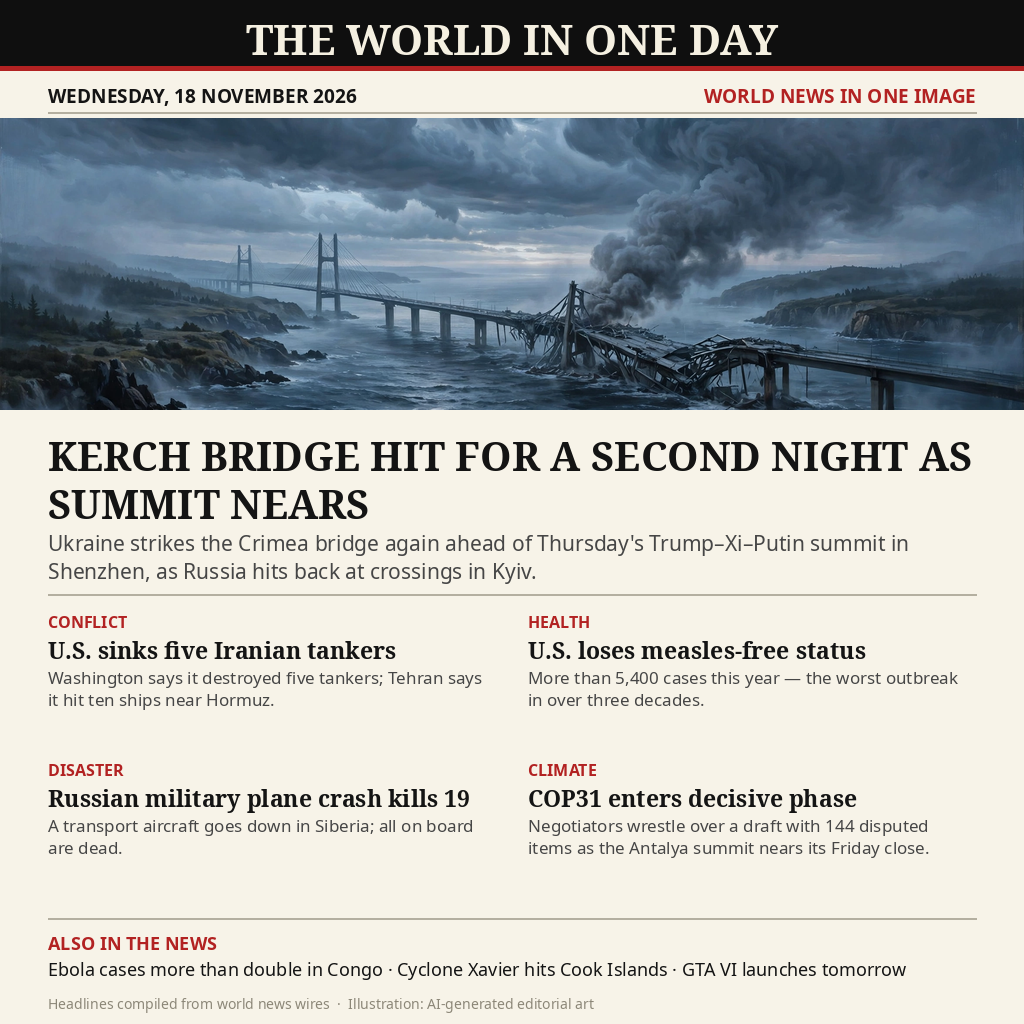 THE WORLD IN ONE DAY
WEDNESDAY, 18 NOVEMBER 2026
WORLD NEWS IN ONE IMAGE
KERCH BRIDGE HIT FOR A SECOND NIGHT AS
SUMMIT NEARS
Ukraine strikes the Crimea bridge again ahead of Thursday's Trump–Xi–Putin summit in
Shenzhen, as Russia hits back at crossings in Kyiv.
CONFLICT
U.S. sinks five Iranian tankers
Washington says it destroyed five tankers; Tehran says
it hit ten ships near Hormuz.
HEALTH
U.S. loses measles-free status
More than 5,400 cases this year — the worst outbreak
in over three decades.
DISASTER
Russian military plane crash kills 19
A transport aircraft goes down in Siberia; all on board
are dead.
CLIMATE
COP31 enters decisive phase
Negotiators wrestle over a draft with 144 disputed
items as the Antalya summit nears its Friday close.
ALSO IN THE NEWS
Ebola cases more than double in Congo · Cyclone Xavier hits Cook Islands · GTA VI launches tomorrow
Headlines compiled from world news wires · Illustration: AI-generated editorial art